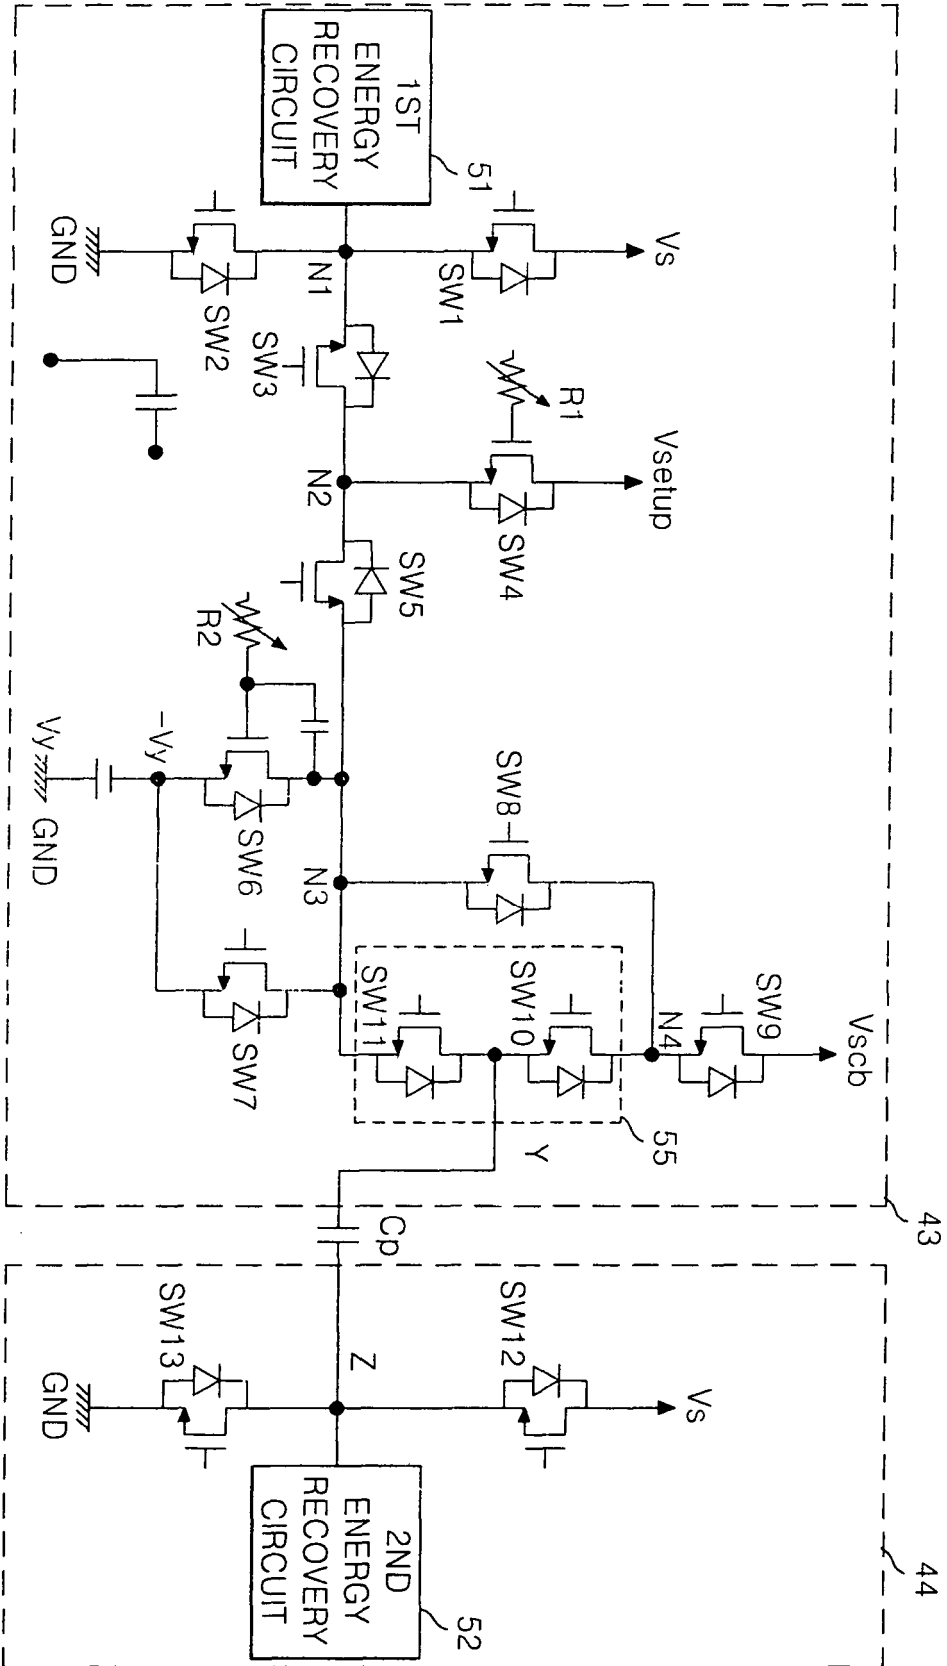 43
44
Vscb
Vs
Vsetup
Vs
SW9
N4
55
R1
SW8
SW10
SW12
51
SW1
SW4
SW11
Y
1ST
ENERGY
RECOVERY
CIRCUIT
SW5
Cp
Z
52
2ND
ENERGY
RECOVERY
CIRCUIT
N1
N2
N3
SW3
SW2
R2
SW6
SW7
SW13
-Vy
GND
Vy
GND
GND